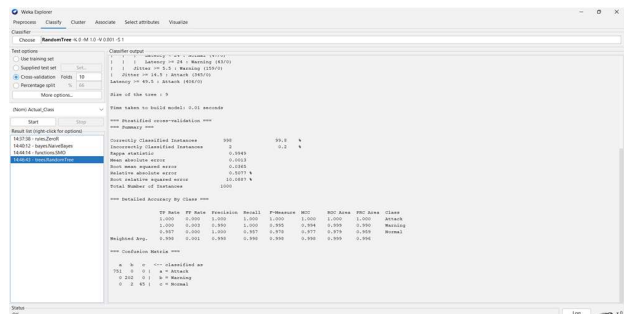 Weka Explorer
Preprocess Classify Cluster Associate Select attributes Visualize
Classifier
Choose RandomTree -K 0 -M 1.0 -V 0.001 -S 1
Test options
Use training set
Supplied test set Set...
Cross-validation Folds 10
Percentage split % 66
More options...
(Nom) Actual_Class
Start Stop
Result list (right-click for options)
14:37:38 - rules.ZeroR
14:40:12 - bayes.NaiveBayes
14:44:14 - functions.SMO
14:46:43 - trees.RandomTree
Classifier output
| | | Latency >= 24 : Warning (43/0)
| | Jitter >= 5.5 : Warning (159/0)
| Jitter >= 14.5 : Attack (345/0)
Latency >= 49.5 : Attack (406/0)
Size of the tree : 9
Time taken to build model: 0.01 seconds
=== Stratified cross-validation ===
=== Summary ===
Correctly Classified Instances 998 99.8 %
Incorrectly Classified Instances 2 0.2 %
Kappa statistic 0.9949
Mean absolute error 0.0013
Root mean squared error 0.0365
Relative absolute error 0.5077 %
Root relative squared error 10.0887 %
Total Number of Instances 1000
=== Detailed Accuracy By Class ===
TP Rate FP Rate Precision Recall F-Measure MCC ROC Area PRC Area Class
1.000 0.000 1.000 1.000 1.000 1.000 1.000 1.000 Attack
1.000 0.003 0.990 1.000 0.995 0.994 0.999 0.990 Warning
0.957 0.000 1.000 0.957 0.978 0.977 0.979 0.959 Normal
Weighted Avg. 0.998 0.001 0.998 0.998 0.998 0.998 0.999 0.996
=== Confusion Matrix ===
a b c <-- classified as
751 0 0 | a = Attack
0 202 0 | b = Warning
0 2 45 | c = Normal
Status
Log
x 0